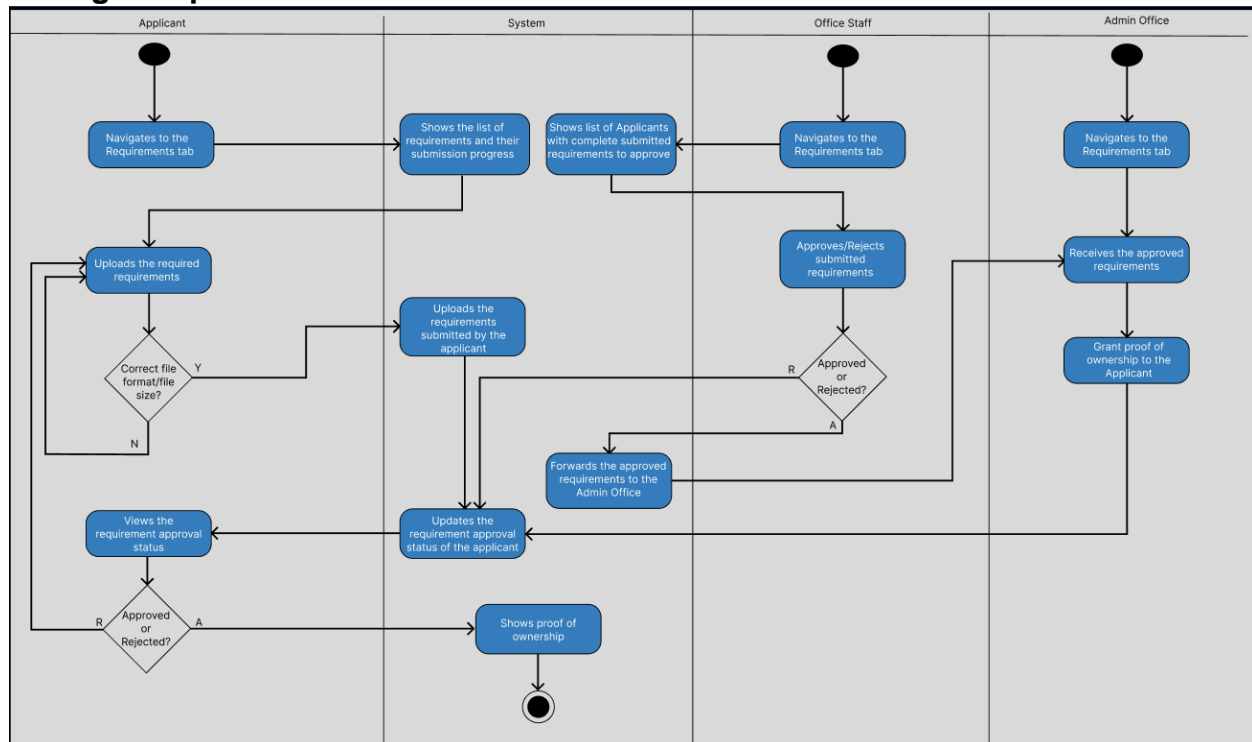 Applicant
System
Office Staff
Admin Office
Navigates to the
Requirements tab
Shows the list of
requirements and their
submission progress
Shows list of Applicants
with complete submitted
requirements to approve
Navigates to the
Requirements tab
Navigates to the
Requirements tab
Uploads the required
requirements
Approves/Rejects
submitted
requirements
Receives the approved
requirements
Uploads the
requirements
submitted by the
applicant
Correct file
format/file
size?
Y
N
Approved
or
Rejected?
R
A
Grant proof of
ownership to the
Applicant
Forwards the approved
requirements to the
Admin Office
Views the
requirement approval
status
Updates the
requirement approval
status of the applicant
Approved
or
Rejected?
R
A
Shows proof of
ownership